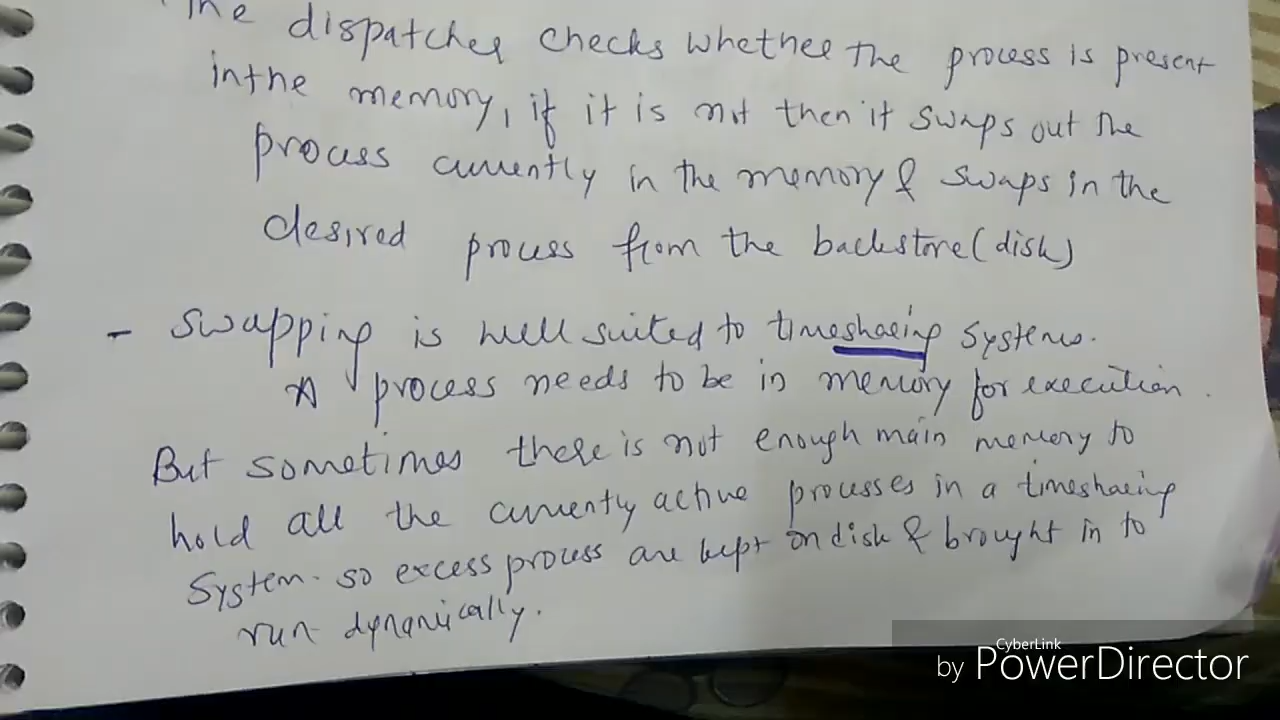 The dispatcher checks whether the process is present
in the memory, if it is not then it swaps out the
process currently in the memory & swaps in the
desired process from the backstore (disk)
- Swapping is well suited to timesharing systems.
A process needs to be in memory for execution.
But sometimes there is not enough main memory to
hold all the currently active processes in a timesharing
System. so excess process are kept on disk & brought in to
run dynamically.
CyberLink
by PowerDirector